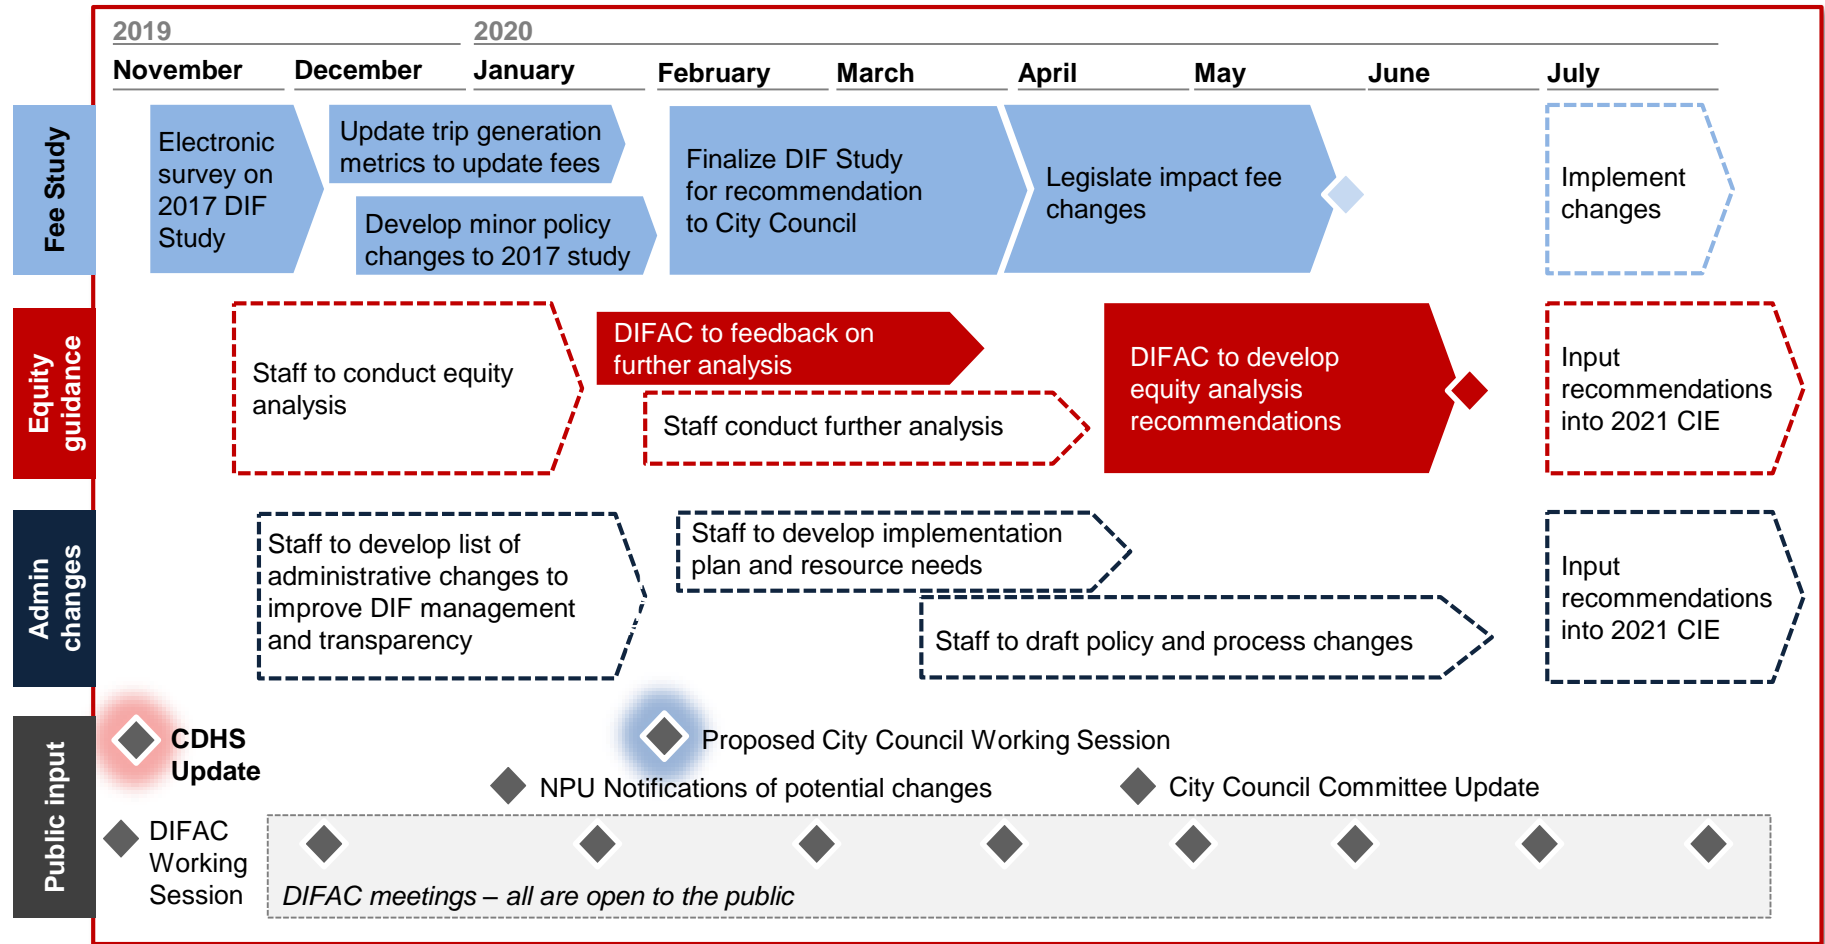 2019
2020
November
December
January
February
March
April
May
June
July
Fee Study
Electronic
survey on
2017 DIF
Study
Update trip generation
metrics to update fees
Develop minor policy
changes to 2017 study
Finalize DIF Study
for recommendation
to City Council
Legislate impact fee
changes
Implement
changes
Equity
guidance
Staff to conduct equity
analysis
DIFAC to feedback on
further analysis
Staff conduct further analysis
DIFAC to develop
equity analysis
recommendations
Input
recommendations
into 2021 CIE
Admin
changes
Staff to develop list of
administrative changes to
improve DIF management
and transparency
Staff to develop implementation
plan and resource needs
Staff to draft policy and process changes
Input
recommendations
into 2021 CIE
Public input
CDHS
Update
Proposed City Council Working Session
NPU Notifications of potential changes
City Council Committee Update
DIFAC
Working
Session
DIFAC meetings – all are open to the public